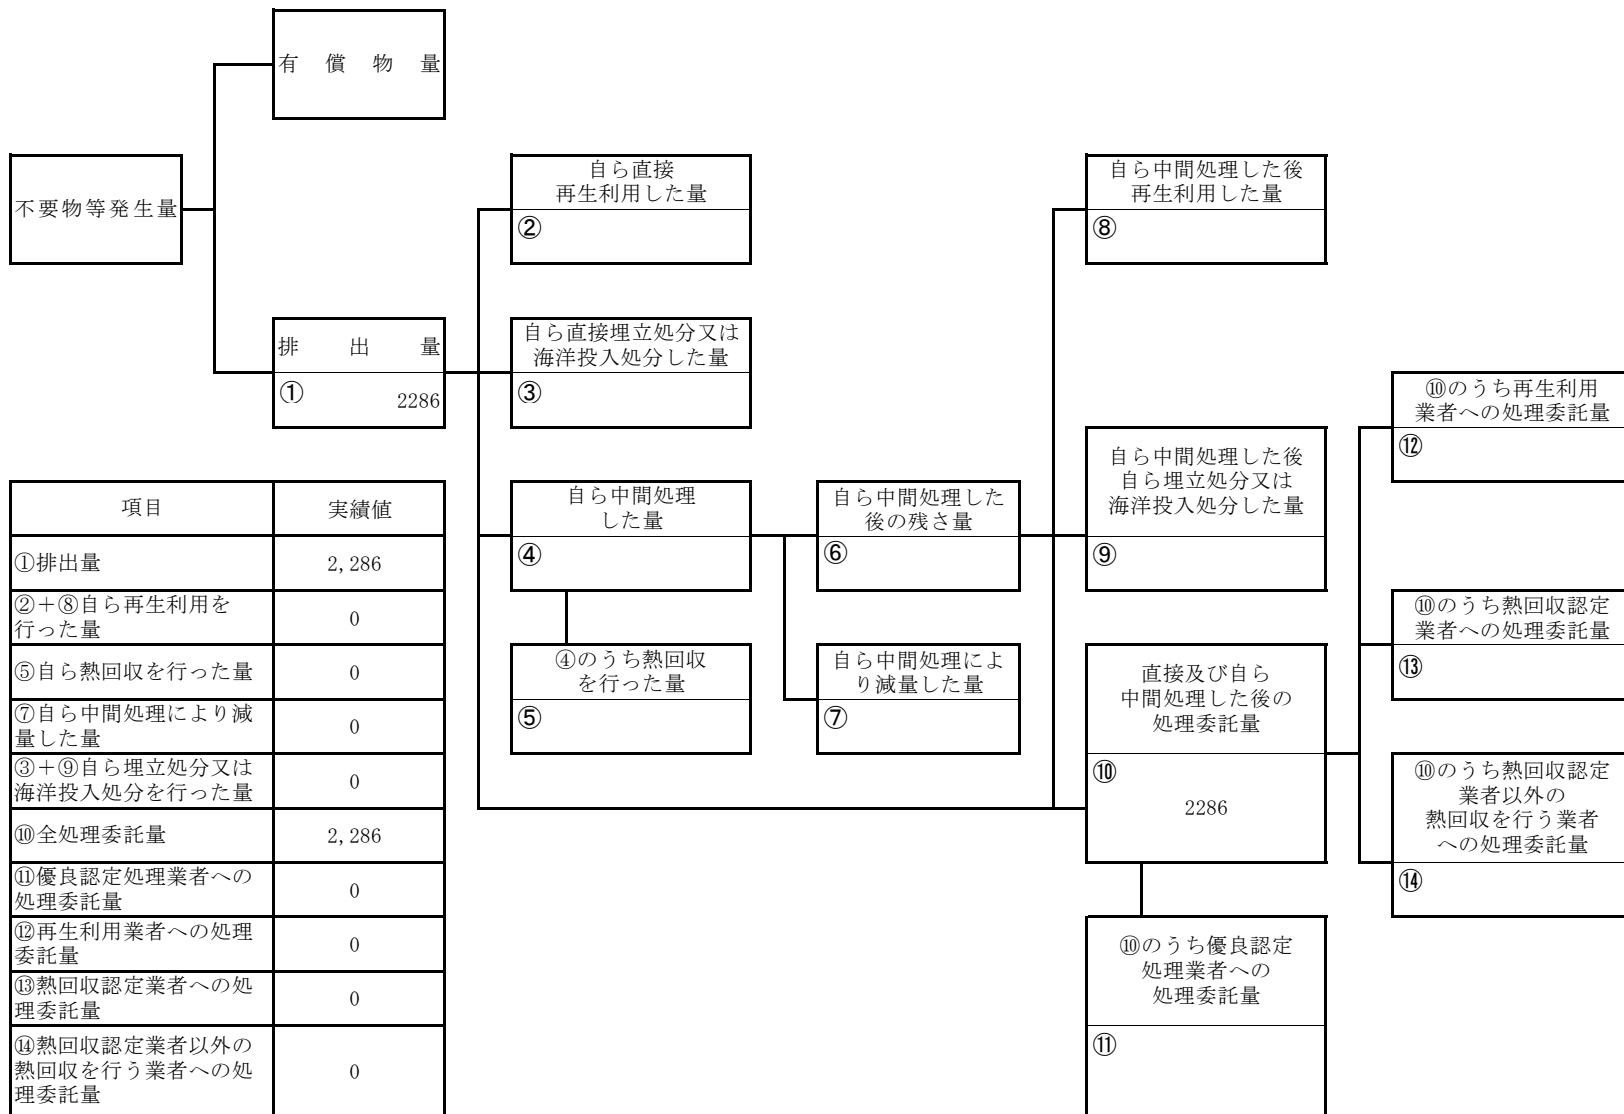 有償物量
不要物等発生量
排出量
① 2286
自ら直接
再生利用した量
②
自ら直接埋立処分又は
海洋投入処分した量
③
自ら中間処理
した量
④
④のうち熱回収
を行った量
⑤
自ら中間処理した
後の残さ量
⑥
自ら中間処理によ
り減量した量
⑦
自ら中間処理した後
再生利用した量
⑧
自ら中間処理した後
自ら埋立処分又は
海洋投入処分した量
⑨
直接及び自ら
中間処理した後の
処理委託量
⑩
2286
⑩のうち優良認定
処理業者への
処理委託量
⑪
⑩のうち再生利用
業者への処理委託量
⑫
⑩のうち熱回収認定
業者への処理委託量
⑬
⑩のうち熱回収認定
業者以外の
熱回収を行う業者
への処理委託量
⑭
項目 実績値
①排出量 2,286
②＋⑧自ら再生利用を
行った量 0
⑤自ら熱回収を行った量 0
⑦自ら中間処理により減
量した量 0
③＋⑨自ら埋立処分又は
海洋投入処分を行った量 0
⑩全処理委託量 2,286
⑪優良認定処理業者への
処理委託量 0
⑫再生利用業者への処理
委託量 0
⑬熱回収認定業者への処
理委託量 0
⑭熱回収認定業者以外の
熱回収を行う業者への処
理委託量 0